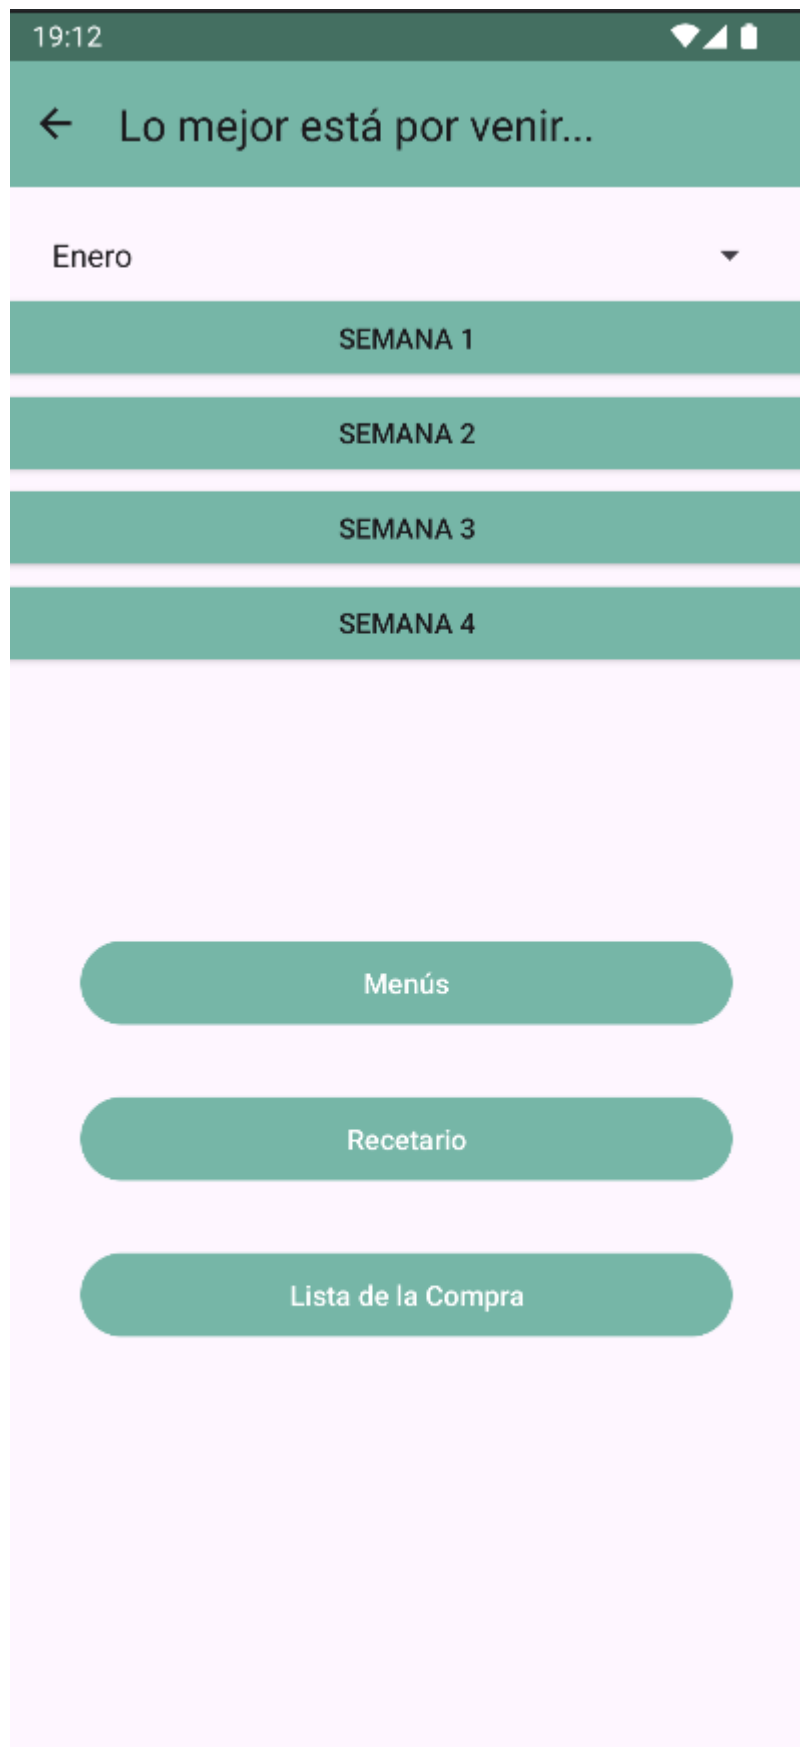 19:12
Lo mejor está por venir...
Enero
SEMANA 1
SEMANA 2
SEMANA 3
SEMANA 4
Menús
Recetario
Lista de la Compra